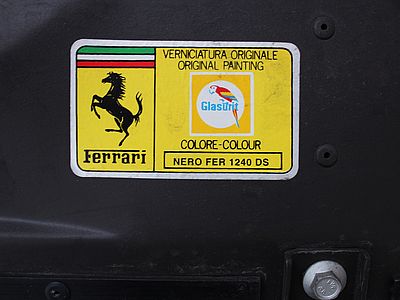 VERNICIATURA ORIGINALE
ORIGINAL PAINTING
Glasurit
COLORE-COLOUR
Ferrari
NERO FER 1240 DS